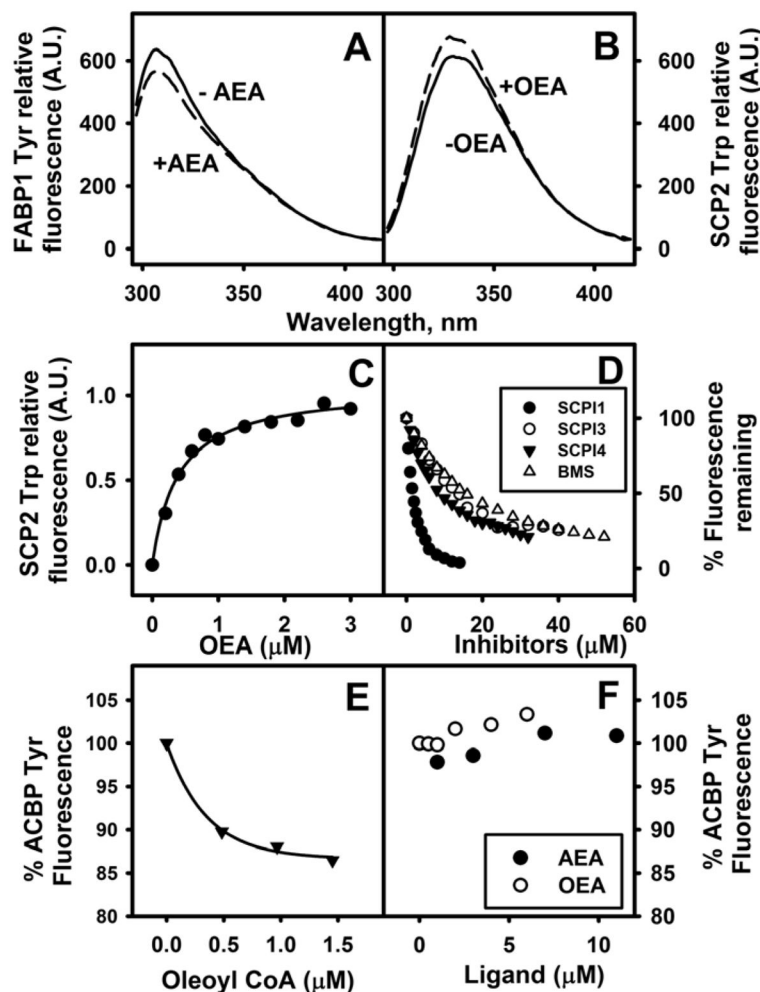 A
FABP1 Tyr relative
fluorescence (A.U.)
600
400
200
0
- AEA
+AEA
300
350
400
B
+OEA
-OEA
SCP2 Trp relative
fluorescence (A.U.)
600
400
200
0
300
350
400
Wavelength, nm
C
SCP2 Trp relative
fluorescence (A.U.)
1.0
0.5
0.0
0
1
2
3
OEA (μM)
D
SCPI1
SCPI3
SCPI4
BMS
% Fluorescence
remaining
100
50
0
0
20
40
60
Inhibitors (μM)
E
% ACBP Tyr
Fluorescence
105
100
95
90
85
80
0.0
0.5
1.0
1.5
Oleoyl CoA (μM)
F
AEA
OEA
% ACBP Tyr
Fluorescence
105
100
95
90
85
80
0
5
10
Ligand (μM)